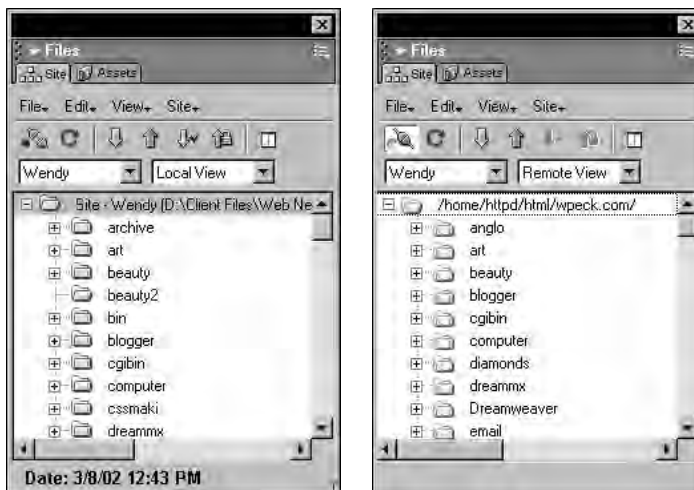 Files
Site Assets
File Edit View Site
Wendy Local View
Site - Wendy (D:\Client Files\Web Ne
archive
art
beauty
beauty2
bin
blogger
cgibin
computer
cssmaki
dreammx
Date: 3/8/02 12:43 PM
Files
Site Assets
File Edit View Site
Wendy Remote View
/home/httpd/html/wpeck.com/
anglo
art
beauty
blogger
cgibin
computer
diamonds
dreammx
Dreamweaver
email